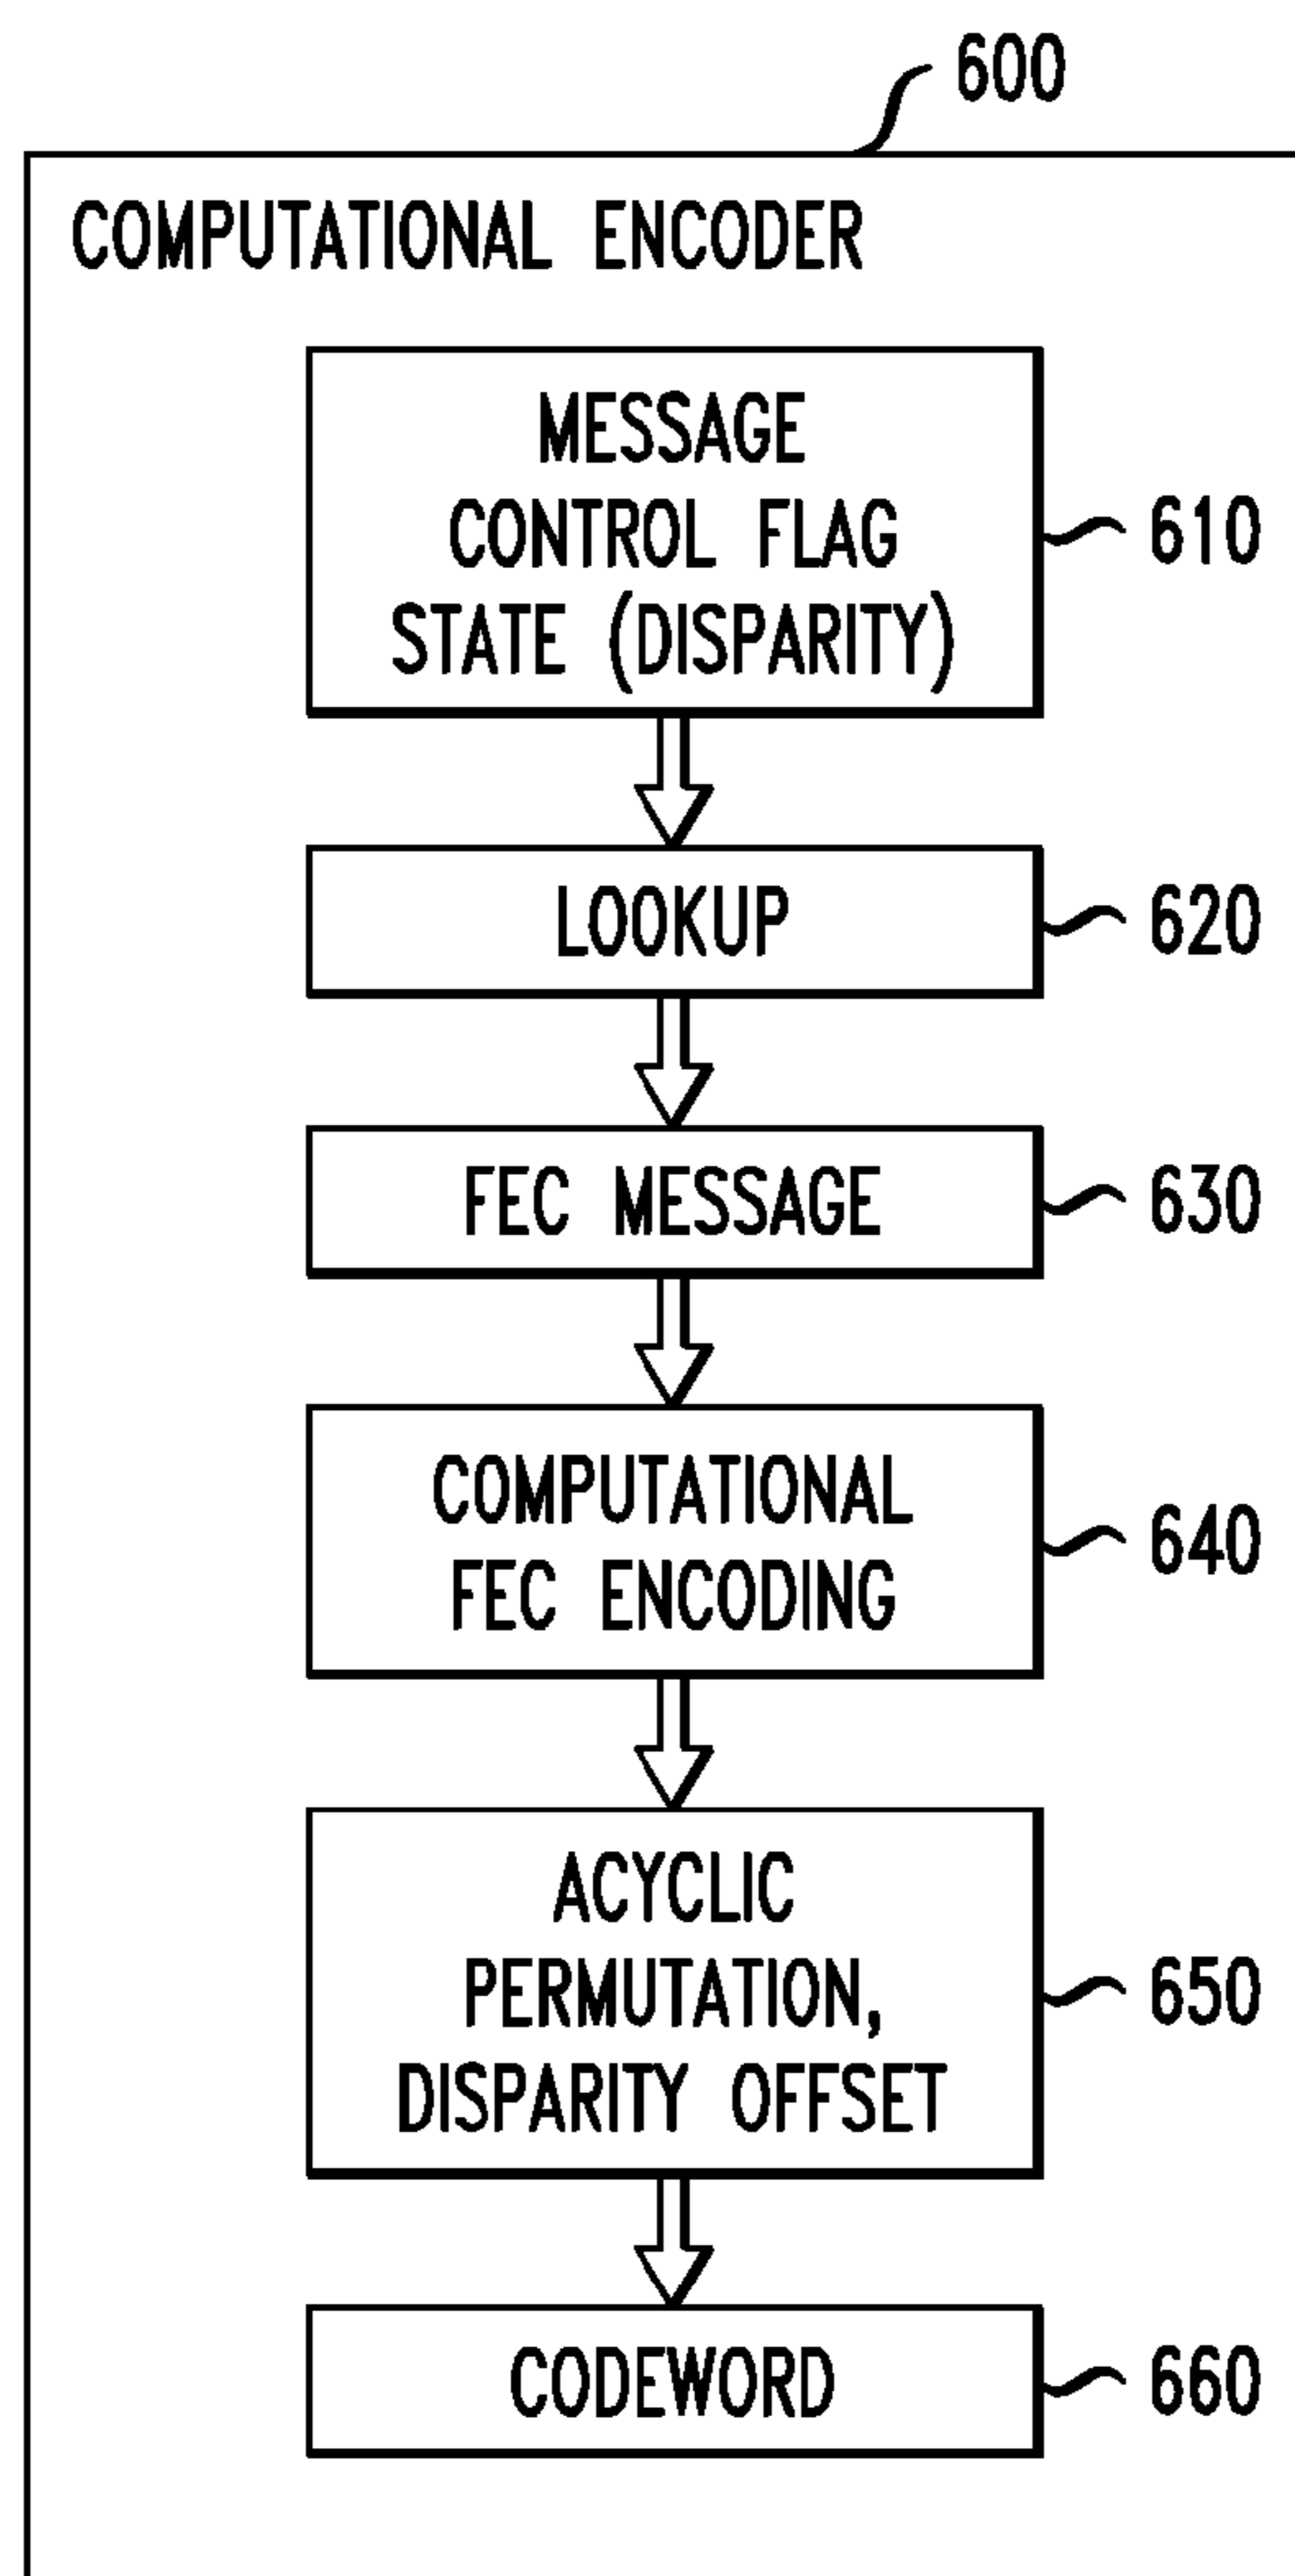 600
COMPUTATIONAL ENCODER
MESSAGE
CONTROL FLAG
STATE (DISPARITY)
610
LOOKUP
620
FEC MESSAGE
630
COMPUTATIONAL
FEC ENCODING
640
ACYCLIC
PERMUTATION,
DISPARITY OFFSET
650
CODEWORD
660